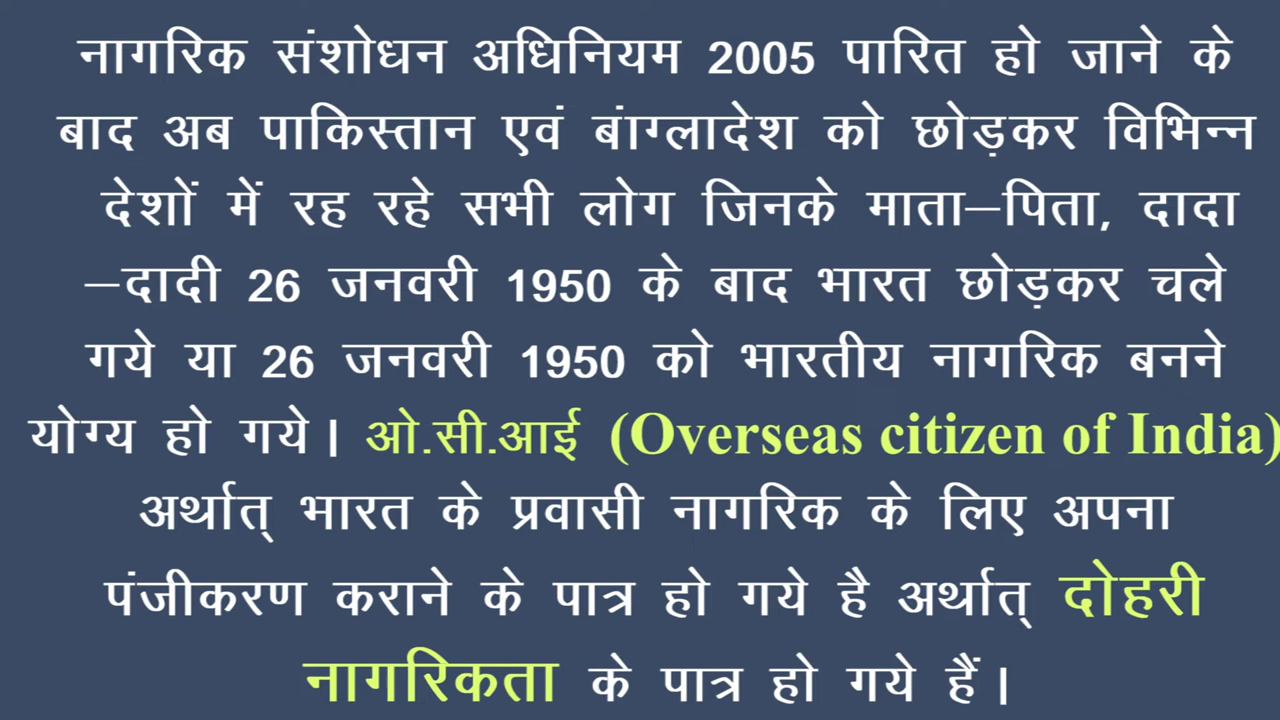 नागरिक संशोधन अधिनियम 2005 पारित हो जाने के
बाद अब पाकिस्तान एवं बांग्लादेश को छोड़कर विभिन्न
देशों में रह रहे सभी लोग जिनके माता–पिता, दादा
–दादी 26 जनवरी 1950 के बाद भारत छोड़कर चले
गये या 26 जनवरी 1950 को भारतीय नागरिक बनने
योग्य हो गये। ओ.सी.आई (Overseas citizen of India)
अर्थात् भारत के प्रवासी नागरिक के लिए अपना
पंजीकरण कराने के पात्र हो गये है अर्थात् दोहरी
नागरिकता के पात्र हो गये हैं।